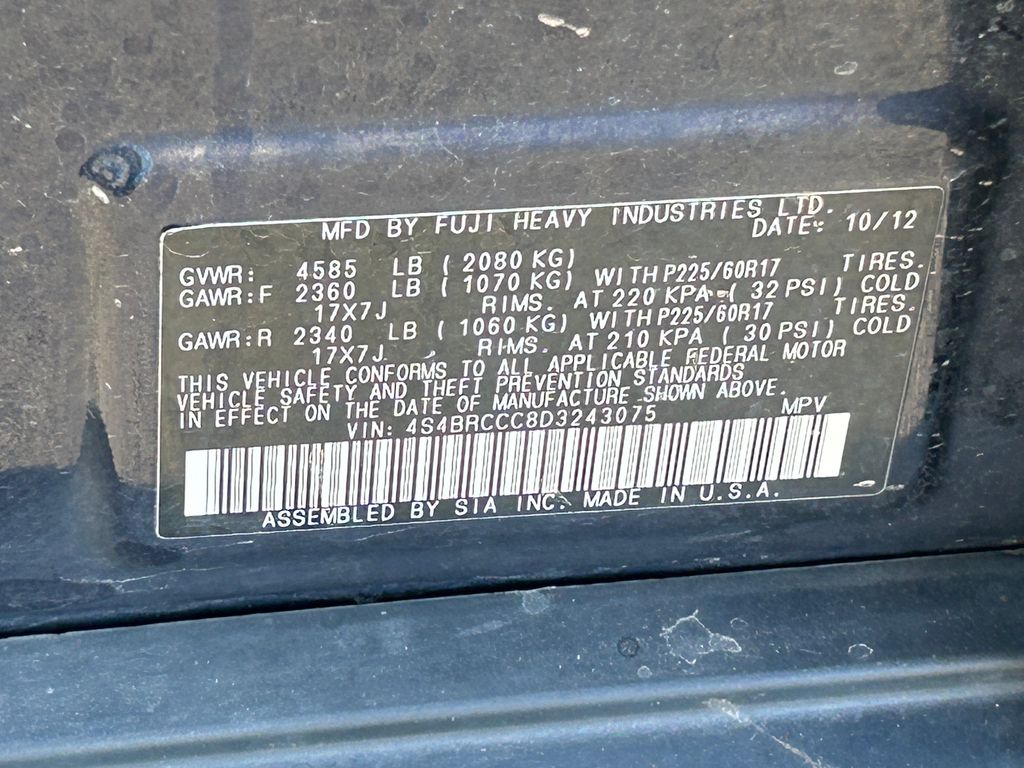 MFD BY FUJI HEAVY INDUSTRIES LTD.
DATE: 10/12
GVWR: 4585 LB ( 2080 KG)
GAWR:F 2360 LB ( 1070 KG) WITH P225/60R17 TIRES.
17X7J RIMS. AT 220 KPA ( 32 PSI) COLD
GAWR:R 2340 LB ( 1060 KG) WITH P225/60R17 TIRES.
17X7J RIMS. AT 210 KPA ( 30 PSI) COLD
THIS VEHICLE CONFORMS TO ALL APPLICABLE FEDERAL MOTOR
VEHICLE SAFETY AND THEFT PREVENTION STANDARDS
IN EFFECT ON THE DATE OF MANUFACTURE SHOWN ABOVE.
VIN: 4S4BRCCC8D3243075 MPV
ASSEMBLED BY SIA INC. MADE IN U.S.A.